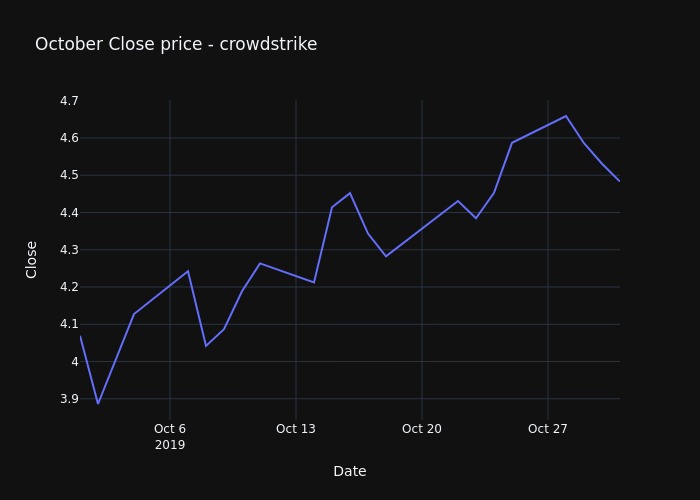 October Close price - crowdstrike
4.7
4.6
4.5
4.4
4.3
4.2
4.1
4
3.9
Close
Oct 6
2019
Oct 13
Oct 20
Oct 27
Date